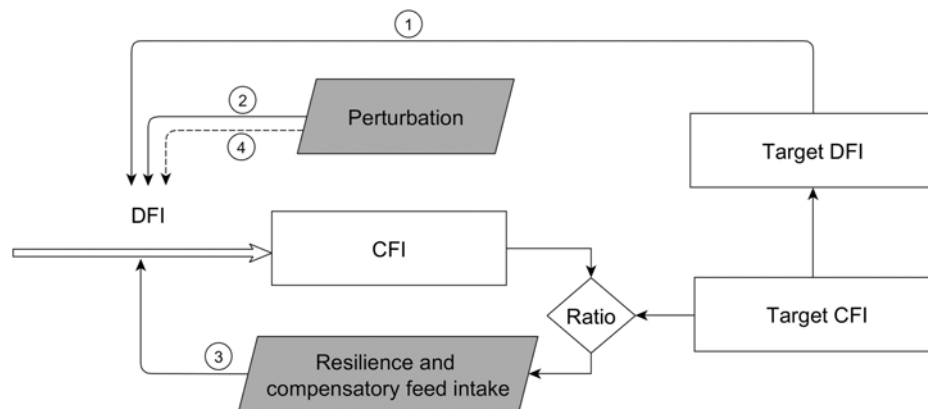 1
2
Perturbation
4
Target DFI
DFI
CFI
Ratio
Target CFI
3
Resilience and
compensatory feed intake